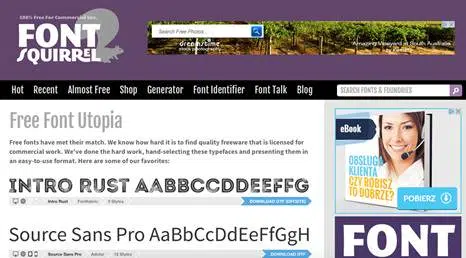 100% Free For Commercial Use.
FONT
SQUIRREL
Search Free Photos...
Search
dreamstime
stock photography
Amazing Vineyard in South Australia
Hot Recent Almost Free Shop Generator Font Identifier Font Talk Blog
SEARCH FONTS & FOUNDRIES
Free Font Utopia
Free fonts have met their match. We know how hard it is to find quality freeware that is licensed for
commercial work. We've done the hard work, hand-selecting these typefaces and presenting them in
an easy-to-use format. Here are some of our favorites:
INTRO RUST AABBCCDDEEFFG
Intro Rust Fontfabric 9 Styles DOWNLOAD OTF (OFFSITE)
Source Sans Pro AaBbCcDdEeFfGgH
Source Sans Pro Adobe 12 Styles DOWNLOAD OTF
eBook
OBSŁUGA
KLIENTA
CZY ROBISZ
TO DOBRZE?
POBIERZ
FONT